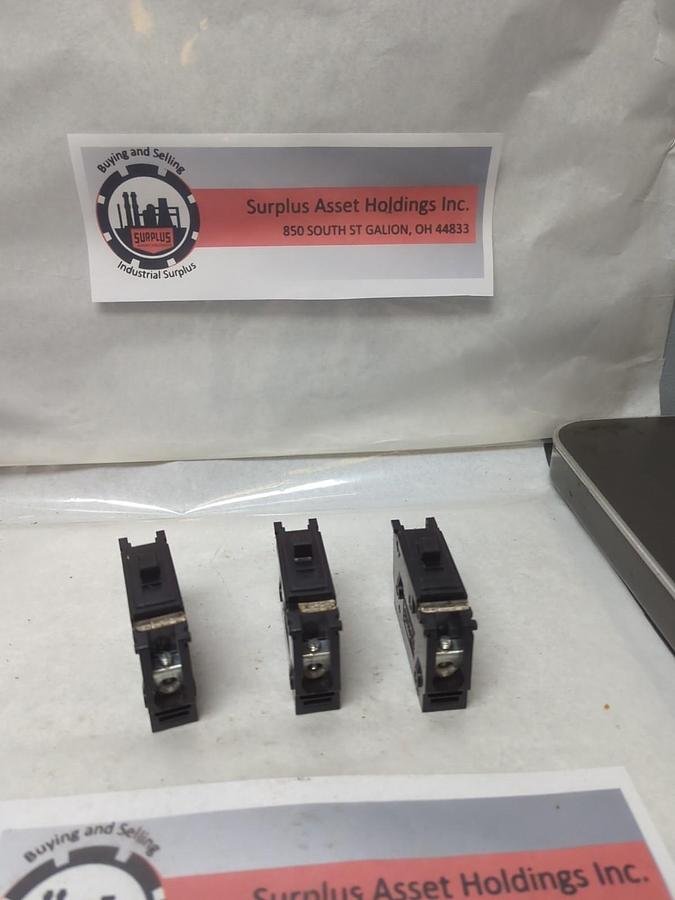 Buying and Selling
SURPLUS
Industrial Surplus
Surplus Asset Holdings Inc.
850 SOUTH ST GALION, OH 44833
Buying and Selling
Surplus Asset Holdings Inc.